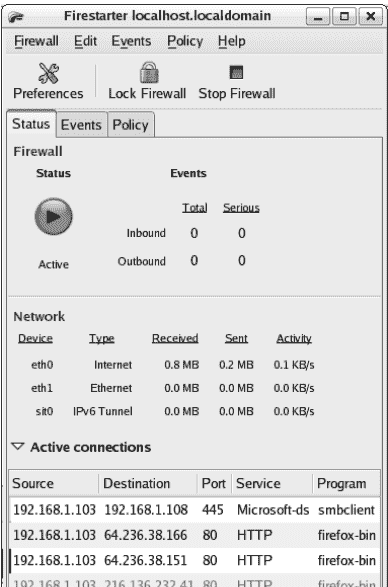 Firestarter localhost.localdomain
Firewall Edit Events Policy Help
Preferences Lock Firewall Stop Firewall
Status Events Policy
Firewall
Status Events
Total Serious
Inbound 0 0
Active Outbound 0 0
Network
Device Type Received Sent Activity
eth0 Internet 0.8 MB 0.2 MB 0.1 KB/s
eth1 Ethernet 0.0 MB 0.0 MB 0.0 KB/s
sit0 IPv6 Tunnel 0.0 MB 0.0 MB 0.0 KB/s
Active connections
Source Destination Port Service Program
192.168.1.103 192.168.1.108 445 Microsoft-ds smbclient
192.168.1.103 64.236.38.166 80 HTTP firefox-bin
192.168.1.103 64.236.38.151 80 HTTP firefox-bin
192.168.1.103 216.136.232.41 80 HTTP firefox-bin